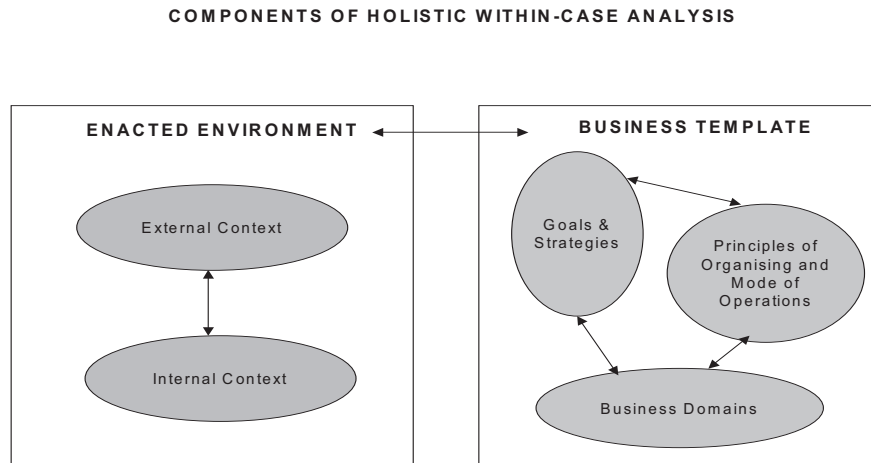 COMPONENTS OF HOLISTIC WITHIN-CASE ANALYSIS
ENACTED ENVIRONMENT
External Context
Internal Context
BUSINESS TEMPLATE
Goals &
Strategies
Principles of
Organising and
Mode of
Operations
Business Domains